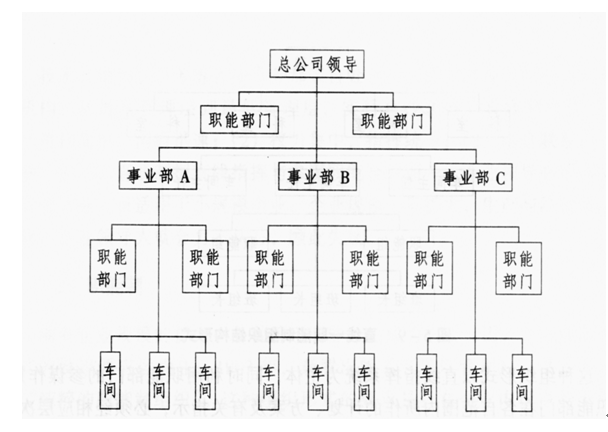 总公司领导
职能部门 职能部门
事业部 A 事业部 B 事业部 C
职能 职能 职能 职能 职能 职能
部门 部门 部门 部门 部门 部门
车间 车间 车间 车间 车间 车间 车间 车间 车间